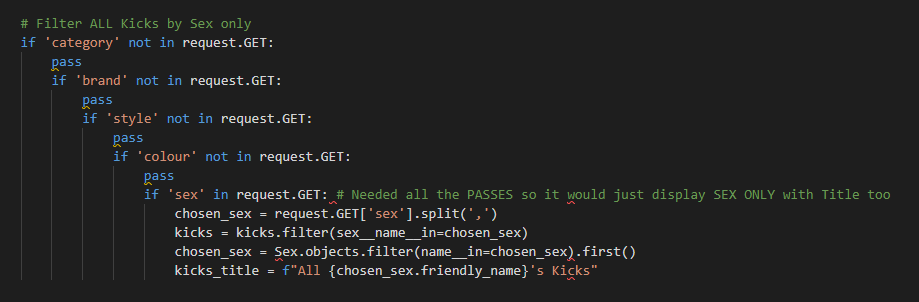 # Filter ALL Kicks by Sex only
if 'category' not in request.GET:
pass
if 'brand' not in request.GET:
pass
if 'style' not in request.GET:
pass
if 'colour' not in request.GET:
pass
if 'sex' in request.GET: # Needed all the PASSES so it would just display SEX ONLY with Title too
chosen_sex = request.GET['sex'].split(',')
kicks = kicks.filter(sex__name__in=chosen_sex)
chosen_sex = Sex.objects.filter(name__in=chosen_sex).first()
kicks_title = f"All {chosen_sex.friendly_name}'s Kicks"